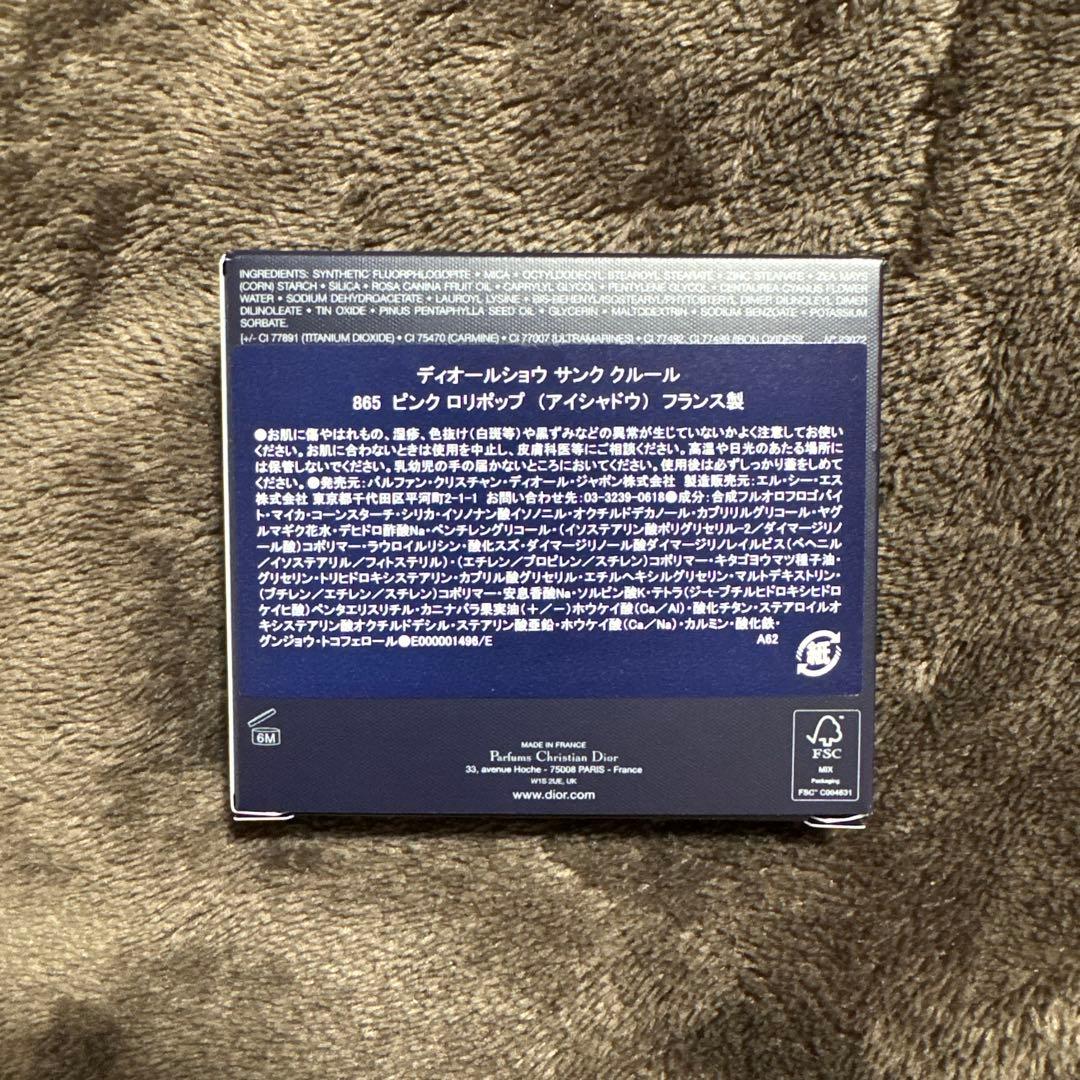 INGREDIENTS: SYNTHETIC FLUORPHLOGOPITE • MICA • OCTYLDODECYL STEAROYL STEARATE • ZINC STEARATE • ZEA MAYS
(CORN) STARCH • SILICA • ROSA CANINA FRUIT OIL • CAPRYLYL GLYCOL • PENTYLENE GLYCOL • CENTAUREA CYANUS FLOWER
WATER • SODIUM DEHYDROACETATE • LAUROYL LYSINE • BIS-BEHENYL/ISOSTEARYL/PHYTOSTERYL DIMER DILINOLEYL DIMER
DILINOLEATE • TIN OXIDE • PINUS PENTAPHYLLA SEED OIL • GLYCERIN • MALTODEXTRIN • SODIUM BENZOATE • POTASSIUM
SORBATE.
[+/- CI 77891 (TITANIUM DIOXIDE) • CI 75470 (CARMINE) • CI 77007 (ULTRAMARINES) • CI 77492, CI 77499 (IRON OXIDES)
ディオールショウ サンク クルール
865 ピンク ロリポップ (アイシャドウ) フランス製
●お肌に傷やはれもの、湿疹、色抜け(白斑等)や黒ずみなどの異常が生じていないかよく注意してお使い
ください。お肌に合わないときは使用を中止し、皮膚科医等にご相談ください。高温や日光のあたる場所に
は保管しないでください。乳幼児の手の届かないところにおいてください。使用後は必ずしっかり蓋をしめて
ください。●発売元:パルファン・クリスチャン・ディオール・ジャポン株式会社 製造販売元:エル・シー・エス
株式会社 東京都千代田区平河町2-1-1 お問い合わせ先:03-3239-0618●成分:合成フルオロフロゴパイ
ト・マイカ・コーンスターチ・シリカ・イソノナン酸イソノニル・オクチルドデカノール・カプリリルグリコール・ヤグ
ルマギク花水・デヒドロ酢酸Na・ペンチレングリコール・(イソステアリン酸ポリグリセリル-2/ダイマージリノ
ール酸)コポリマー・ラウロイルリシン・酸化スズ・ダイマージリノール酸ダイマージリノレイルビス(ベヘニル
/イソステアリル/フィトステリル)・(エチレン/プロピレン/スチレン)コポリマー・キタゴヨウマツ種子油・
グリセリン・トリヒドロキシステアリン・カプリル酸グリセリル・エチルヘキシルグリセリン・マルトデキストリン・
(ブチレン/エチレン/スチレン)コポリマー・安息香酸Na・ソルビン酸K・テトラ(ジ-t-ブチルヒドロキシヒドロ
ケイヒ酸)ペンタエリスリチル・カニナバラ果実油(+/-)ホウケイ酸(Ca/Al)・酸化チタン・ステアロイルオ
キシステアリン酸オクチルドデシル・ステアリン酸亜鉛・ホウケイ酸(Ca/Na)・カルミン・酸化鉄・
グンジョウ・トコフェロール●E000001496/E
A62
紙
6M
MADE IN FRANCE
Parfums Christian Dior
33, avenue Hoche - 75008 PARIS - France
W1S 2UE, UK
www.dior.com
FSC
MIX
Packaging
FSC™ C004631